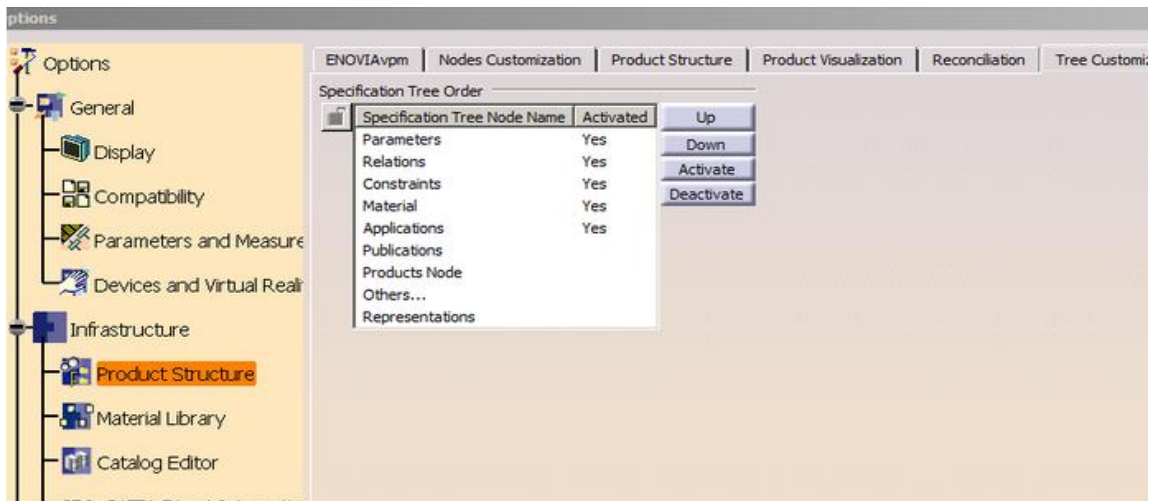 ptions
Options
General
Display
Compatibility
Parameters and Measure
Devices and Virtual Reali
Infrastructure
Product Structure
Material Library
Catalog Editor
ENOVIAvpm Nodes Customization Product Structure Product Visualization Reconciliation Tree Customiz
Specification Tree Order
Specification Tree Node Name Activated
Parameters Yes
Relations Yes
Constraints Yes
Material Yes
Applications Yes
Publications
Products Node
Others...
Representations
Up
Down
Activate
Deactivate